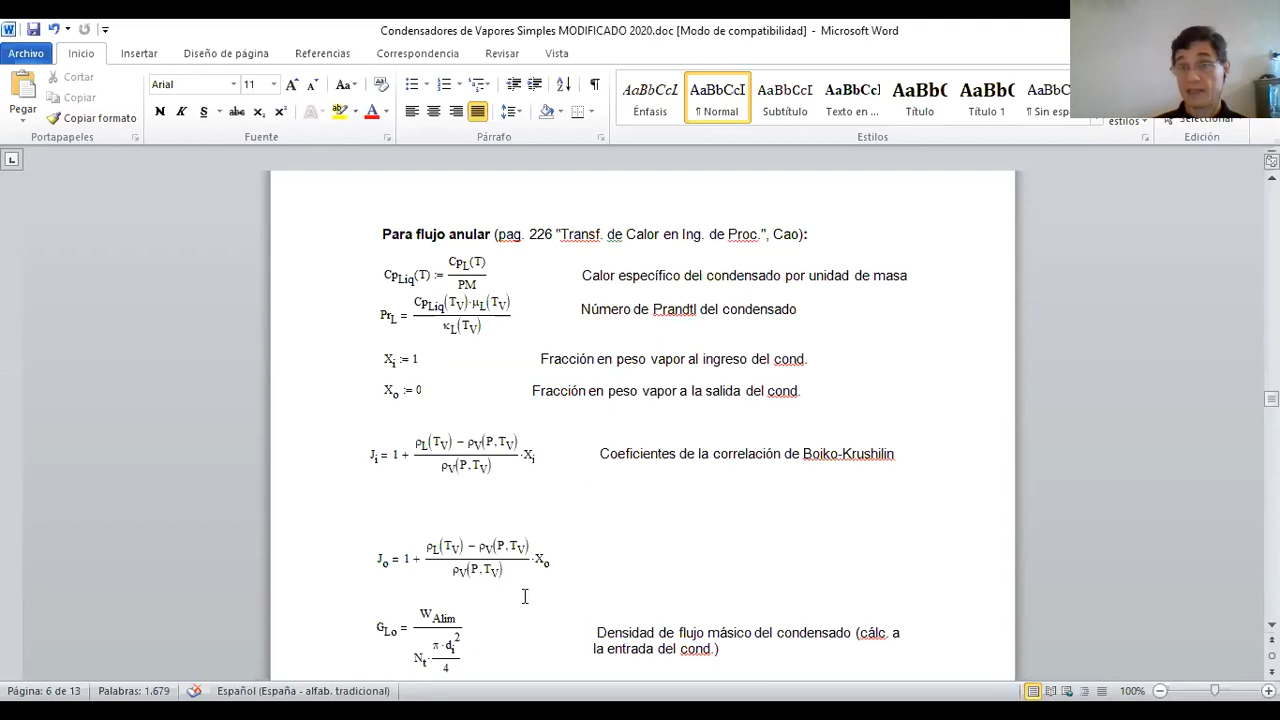 Condensadores de Vapores Simples MODIFICADO 2020.doc [Modo de compatibilidad] - Microsoft Word
Archivo Inicio Insertar Diseño de página Referencias Correspondencia Revisar Vista
Pegar
Cortar
Copiar
Copiar formato
Portapapeles
Arial 11
N K S abc x₂ x²
Fuente
Párrafo
AaBbCcI AaBbCcI AaBbCcI AaBbCcI AaBb( AaBbC AaBbC
Énfasis ¶ Normal Subtítulo Texto en ... Título Título 1 ¶ Sin esp
estilos
Estilos
Seleccionar
Edición
Para flujo anular (pag. 226 "Transf. de Calor en Ing. de Proc.", Cao):
Cp_Liq(T) := Cp_L(T) / PM Calor específico del condensado por unidad de masa
Pr_L = Cp_Liq(T_V)·μ_L(T_V) / κ_L(T_V) Número de Prandtl del condensado
X_i := 1 Fracción en peso vapor al ingreso del cond.
X_o := 0 Fracción en peso vapor a la salida del cond.
J_i = 1 + (ρ_L(T_V) − ρ_V(P,T_V)) / ρ_V(P,T_V) · X_i Coeficientes de la correlación de Boiko-Krushilin
J_o = 1 + (ρ_L(T_V) − ρ_V(P,T_V)) / ρ_V(P,T_V) · X_o
G_Lo = W_Alim / (N_t · π·d_i² / 4) Densidad de flujo másico del condensado (cálc. a
la entrada del cond.)
Página: 6 de 13 Palabras: 1.679 Español (España - alfab. tradicional) 100%